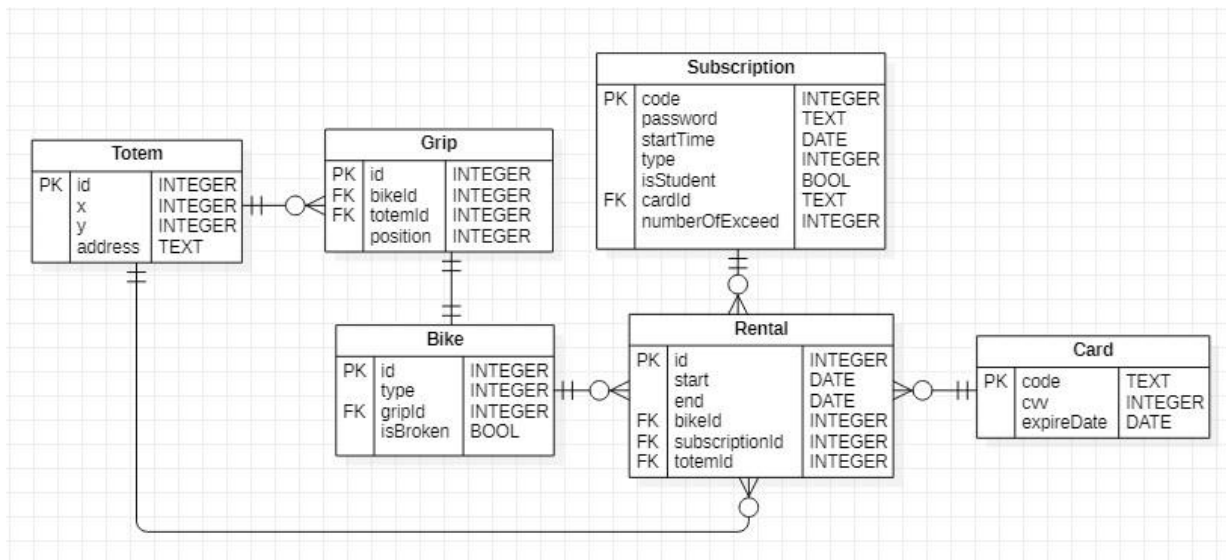 Subscription
PK code INTEGER
password TEXT
startTime DATE
type INTEGER
isStudent BOOL
FK cardId TEXT
numberOfExceed INTEGER
Totem
PK id INTEGER
x INTEGER
y INTEGER
address TEXT
Grip
PK id INTEGER
FK bikeId INTEGER
FK totemId INTEGER
position INTEGER
Bike
PK id INTEGER
type INTEGER
FK gripId INTEGER
isBroken BOOL
Rental
PK id INTEGER
start DATE
end DATE
FK bikeId INTEGER
FK subscriptionId INTEGER
FK totemId INTEGER
Card
PK code TEXT
cvv INTEGER
expireDate DATE